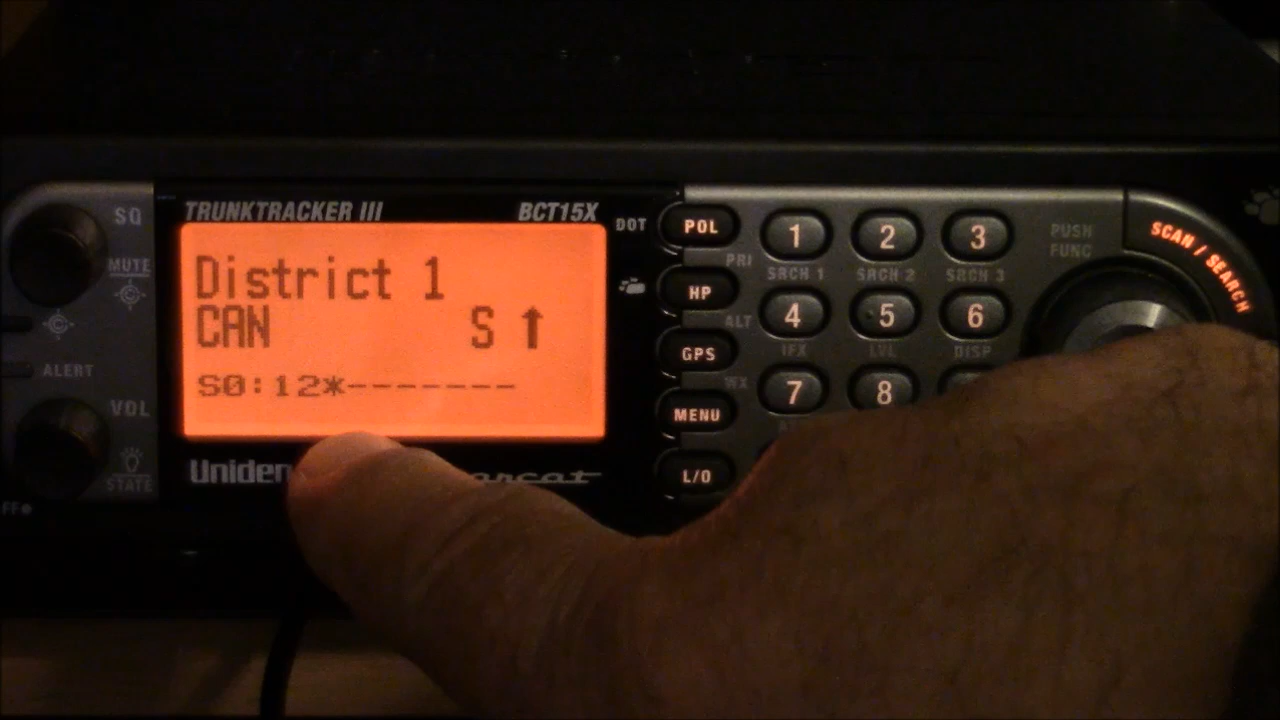 TRUNKTRACKER III
BCT15X
District 1
CAN S ↑
S0:12*-------
Uniden
SQ
MUTE
ALERT
VOL
STATE
DOT
POL
HP
GPS
MENU
L/O
PRI
ALT
WX
1 2 3
SRCH 1 SRCH 2 SRCH 3
4 5 6
IFX LVL DISP
7 8
PUSH
FUNC
SCAN / SEARCH